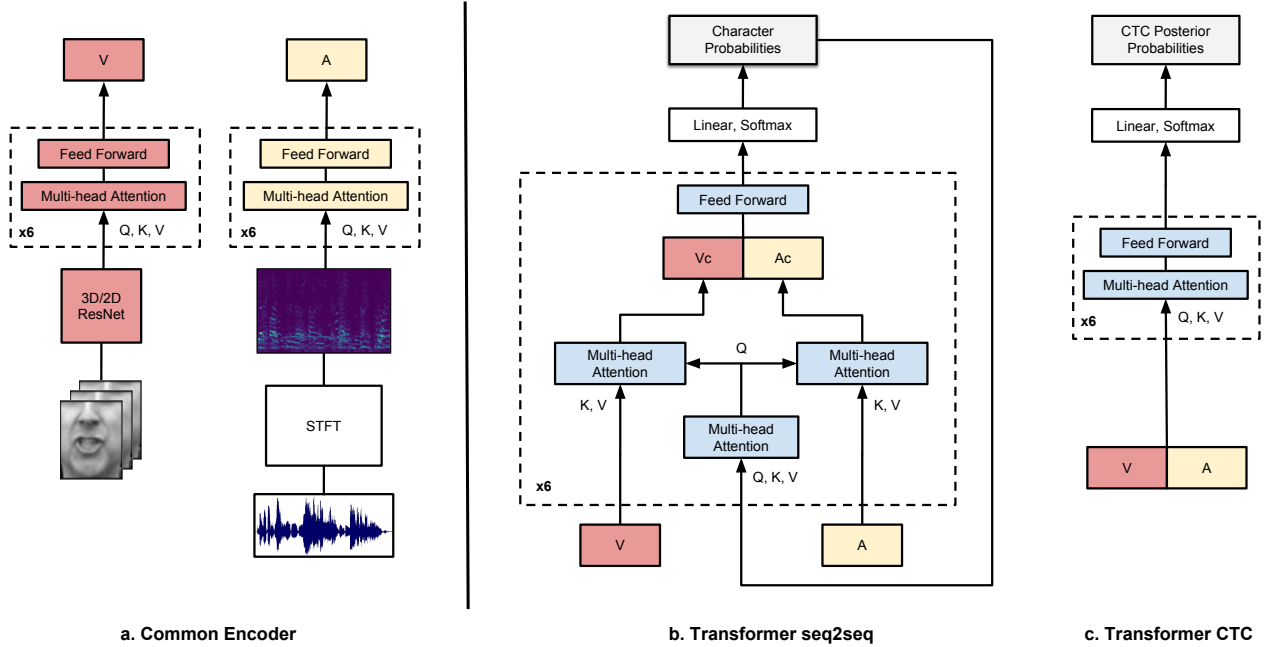 V
Feed Forward
Multi-head Attention
Q, K, V
x6
3D/2D
ResNet
A
Feed Forward
Multi-head Attention
Q, K, V
x6
STFT
a. Common Encoder
Character
Probabilities
Linear, Softmax
Feed Forward
Vc
Ac
Multi-head
Attention
Q
Multi-head
Attention
K, V
K, V
Multi-head
Attention
Q, K, V
x6
V
A
b. Transformer seq2seq
CTC Posterior
Probabilities
Linear, Softmax
Feed Forward
Multi-head Attention
Q, K, V
x6
V
A
c. Transformer CTC